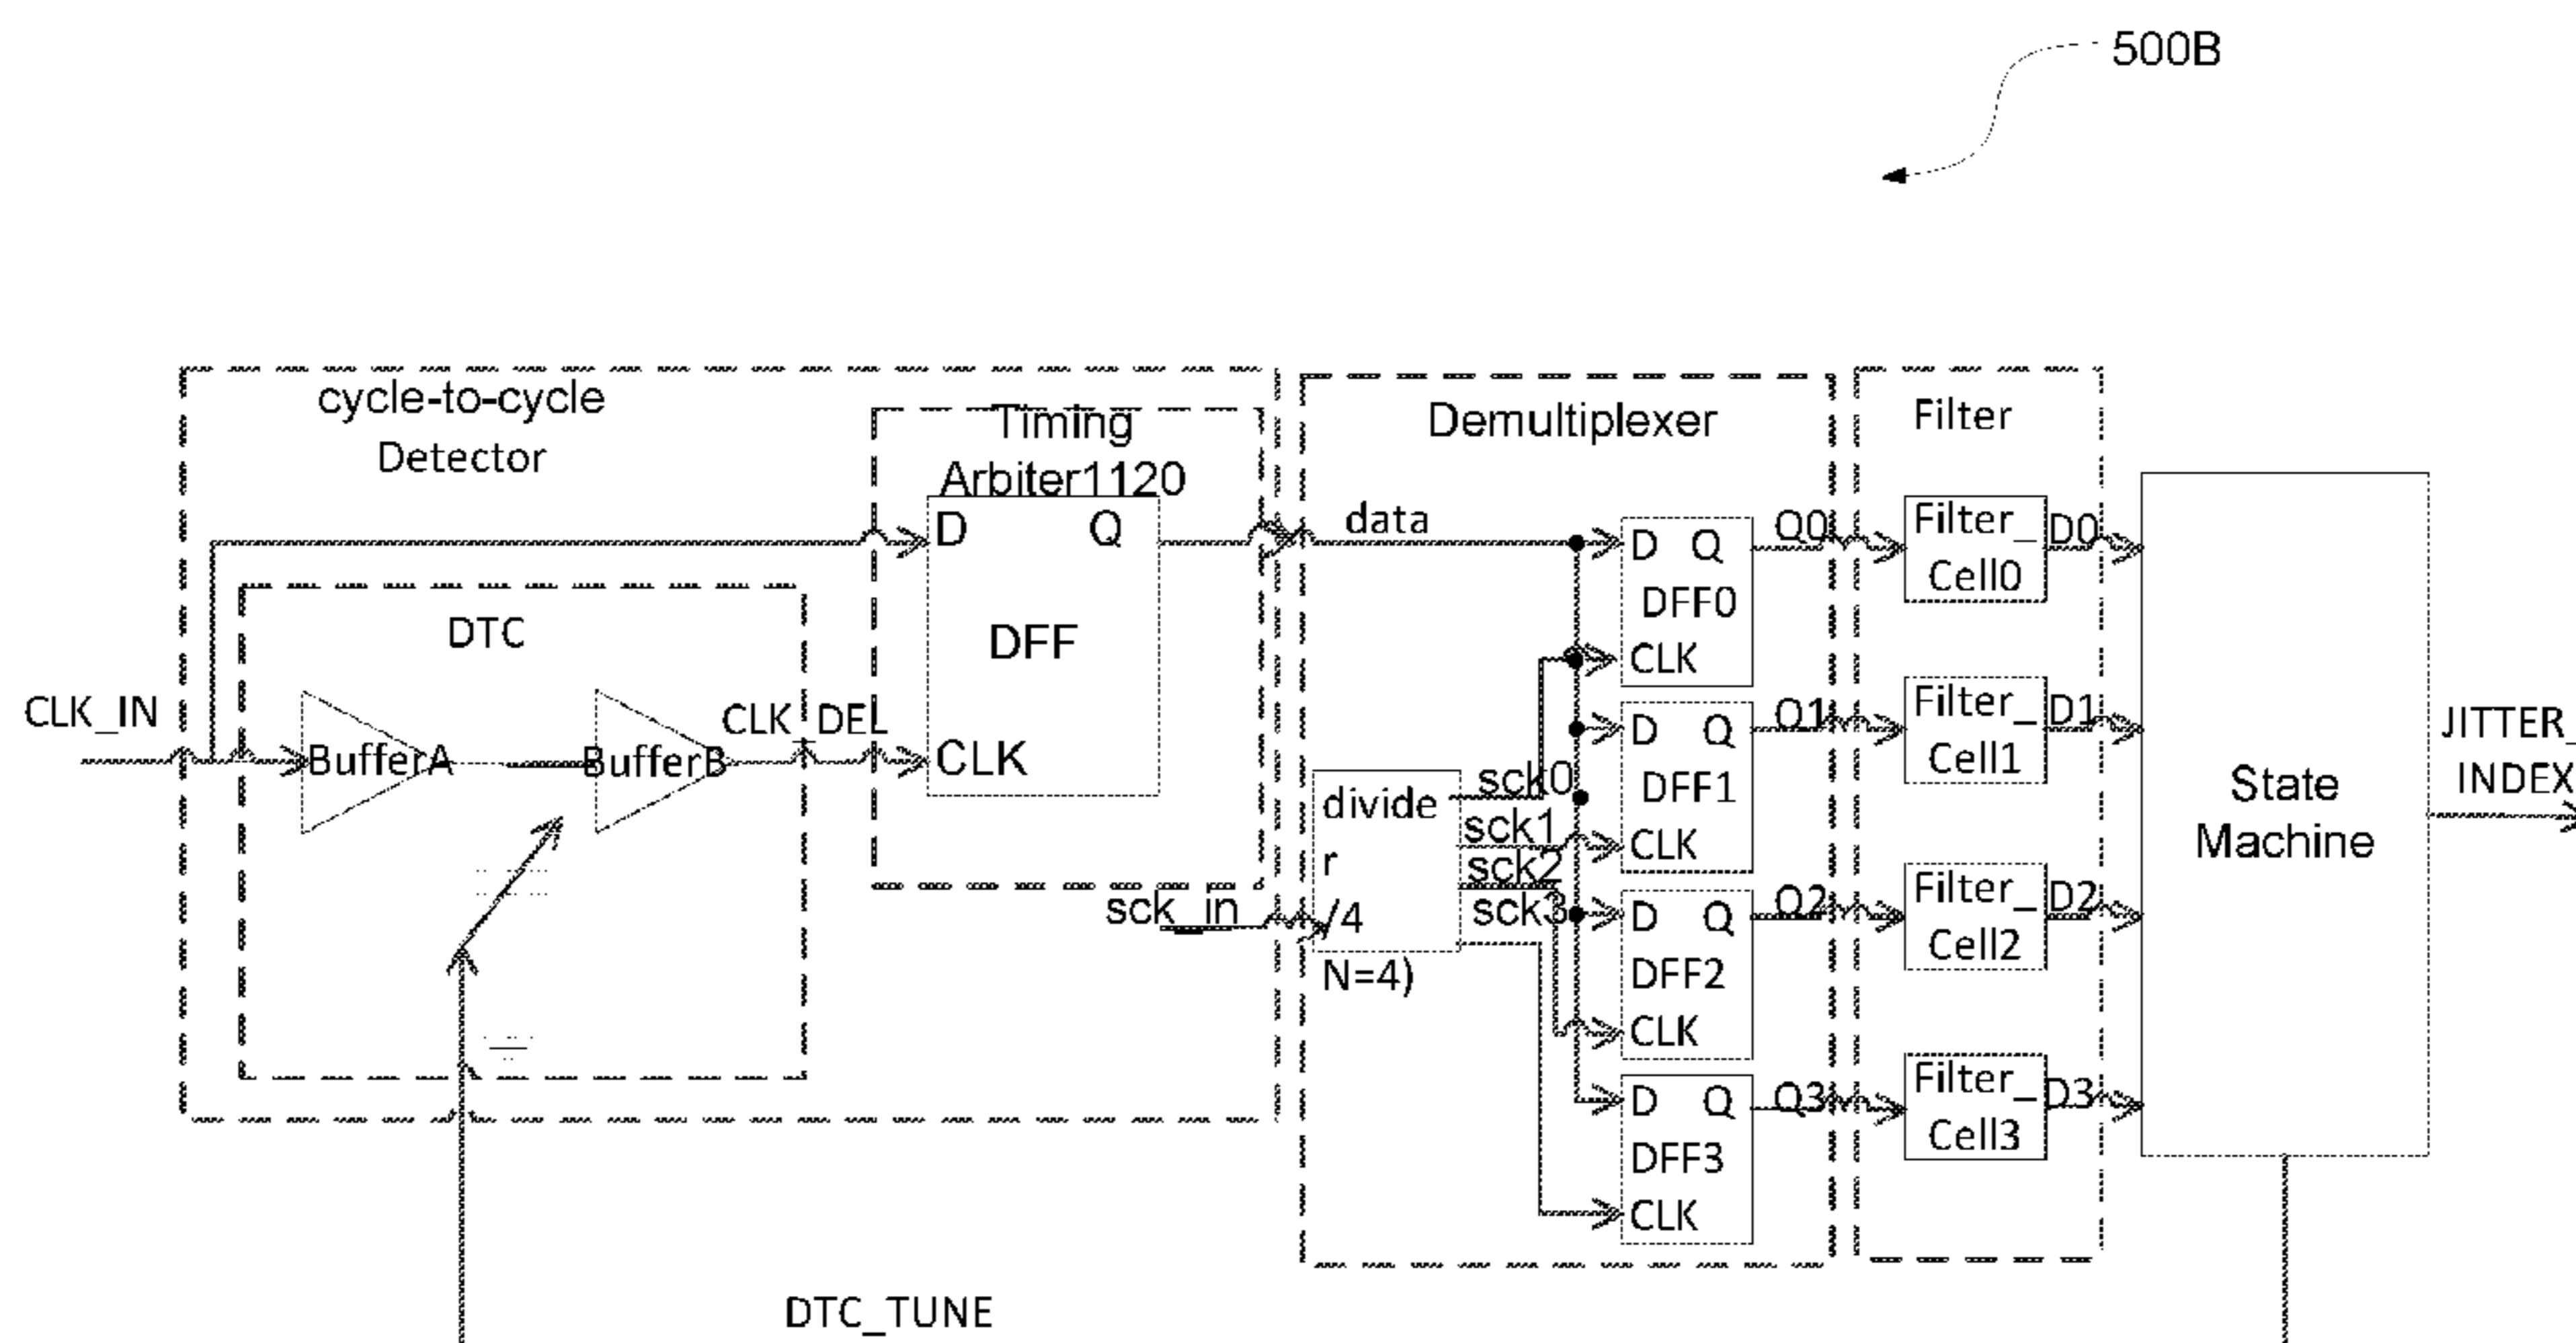 500B
cycle-to-cycle
Detector
Timing
Arbiter1120
D Q
DFF
CLK
DTC
CLK_IN
BufferA
BufferB
CLK_DEL
sck_in
Demultiplexer
data
divide
r
/4
N=4)
sck0
sck1
sck2
sck3
D Q
DFF0
CLK
D Q
DFF1
CLK
D Q
DFF2
CLK
D Q
DFF3
CLK
Q0
Q1
Q2
Q3
Filter
Filter_
Cell0
Filter_
Cell1
Filter_
Cell2
Filter_
Cell3
D0
D1
D2
D3
State
Machine
JITTER_
INDEX
DTC_TUNE